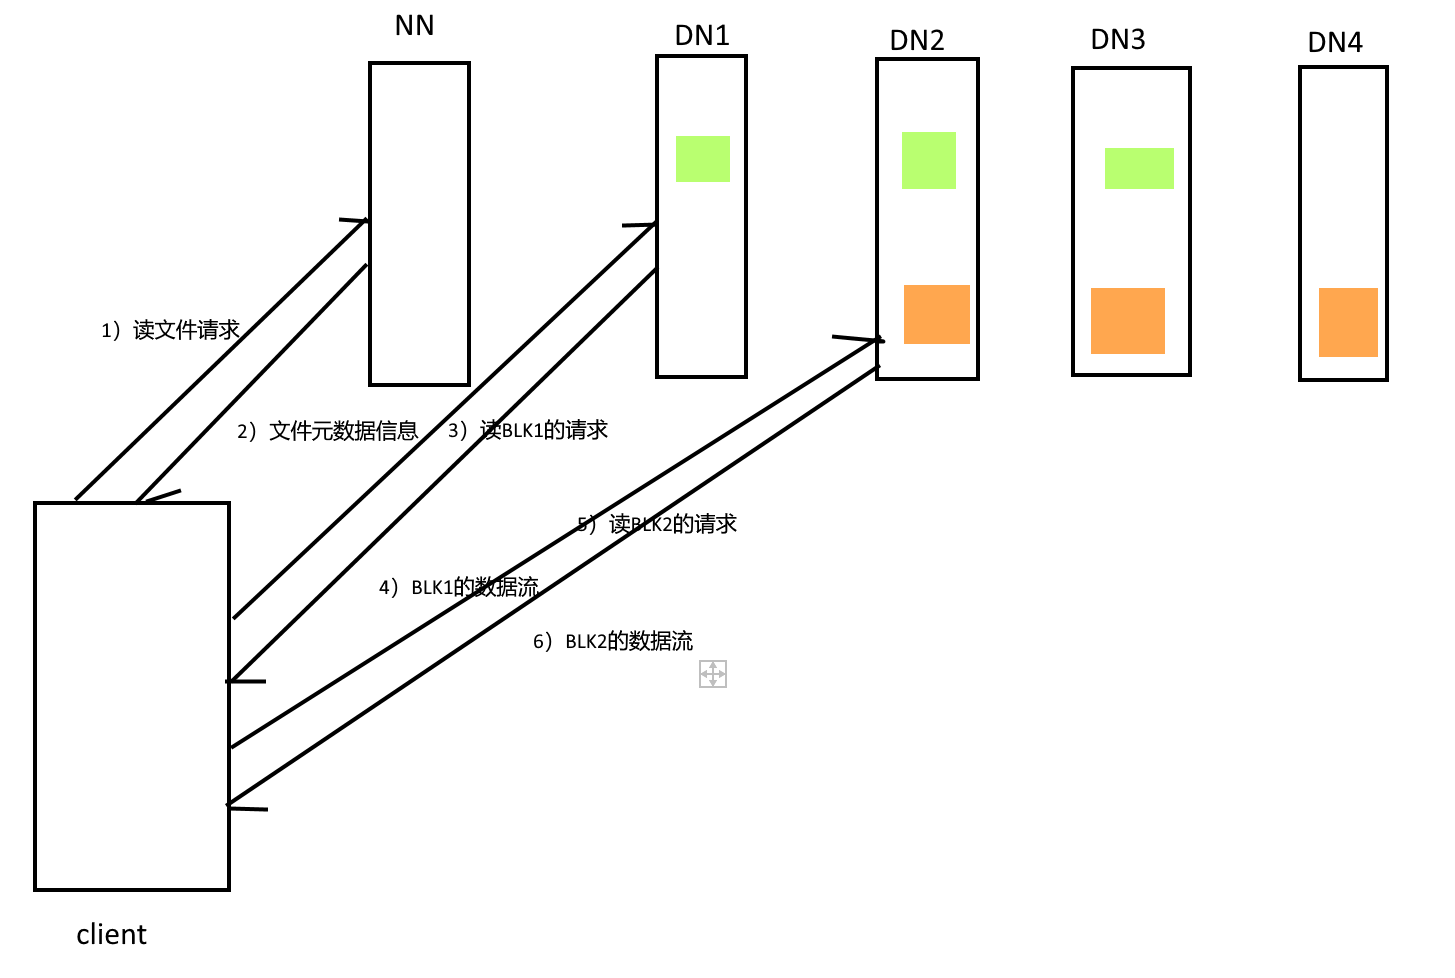 NN
DN1
DN2
DN3
DN4
1）读文件请求
2）文件元数据信息
3）读BLK1的请求
5）读BLK2的请求
4）BLK1的数据流
6）BLK2的数据流
client